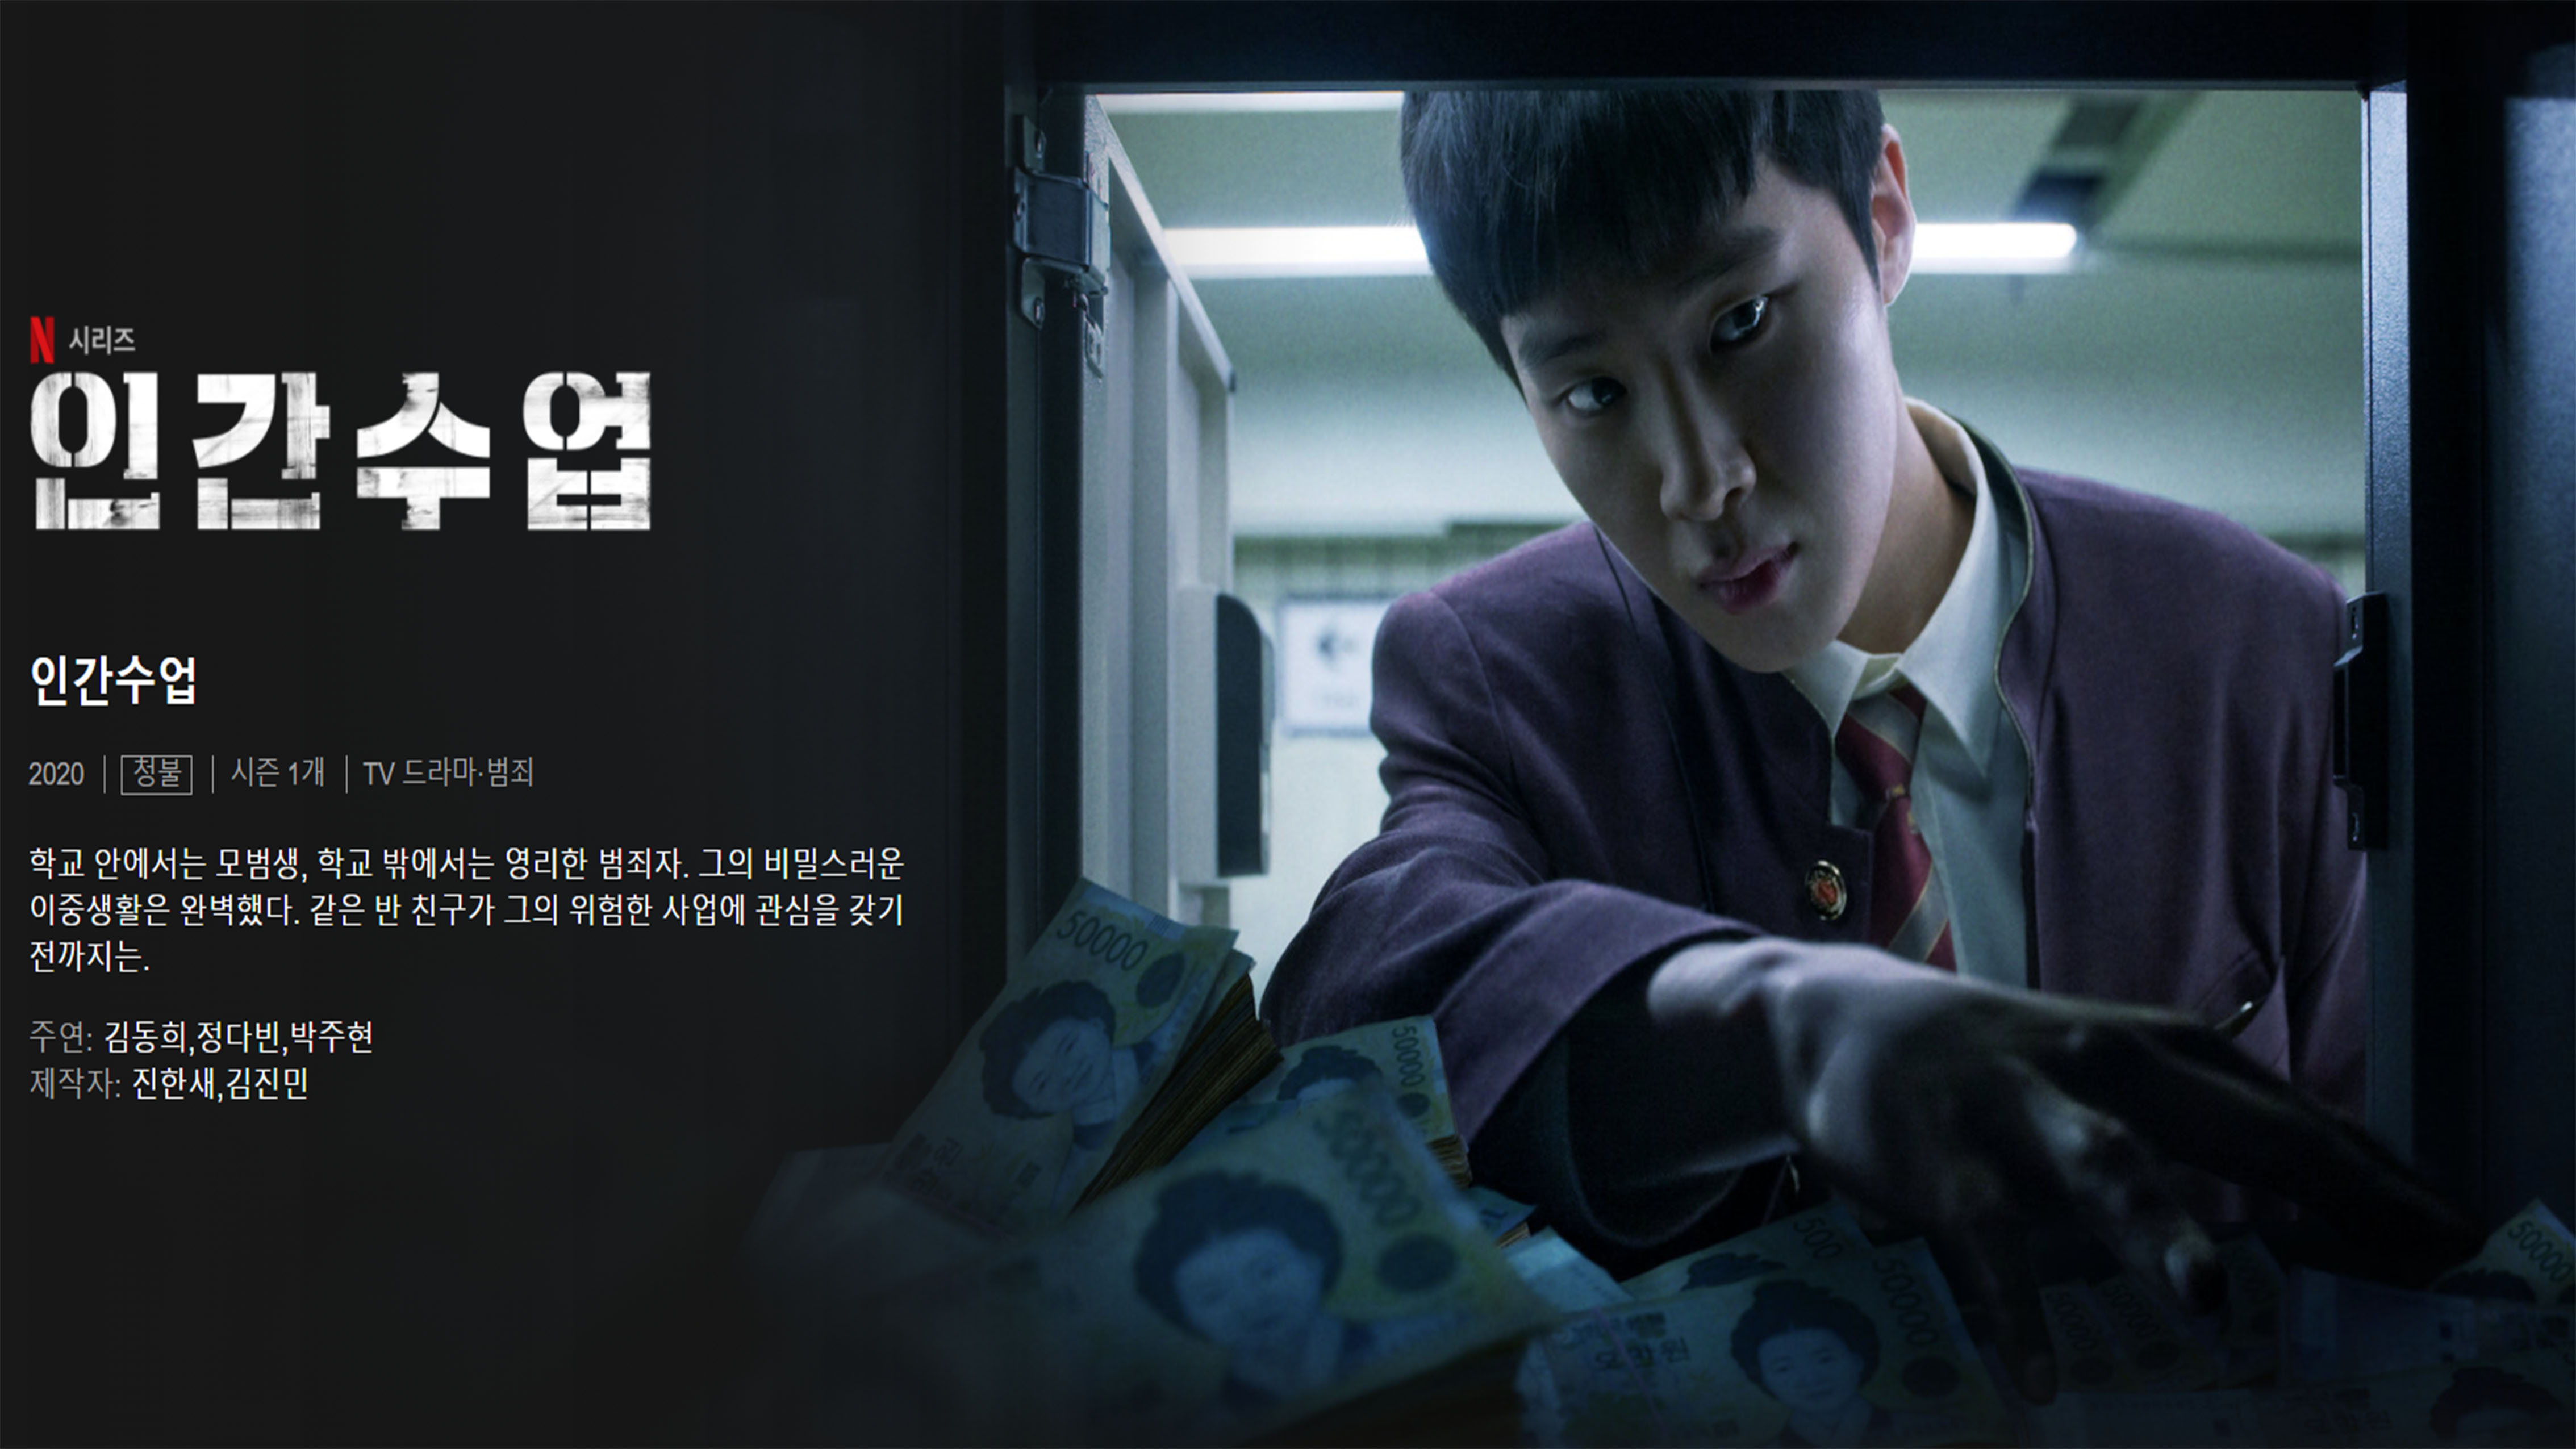 N 시리즈
인간수업
인간수업
2020 | 청불 | 시즌 1개 | TV 드라마·범죄
학교 안에서는 모범생, 학교 밖에서는 영리한 범죄자. 그의 비밀스러운
이중생활은 완벽했다. 같은 반 친구가 그의 위험한 사업에 관심을 갖기
전까지는.
주연: 김동희,정다빈,박주현
제작자: 진한새,김진민
50000
50000
50000
50000
50000